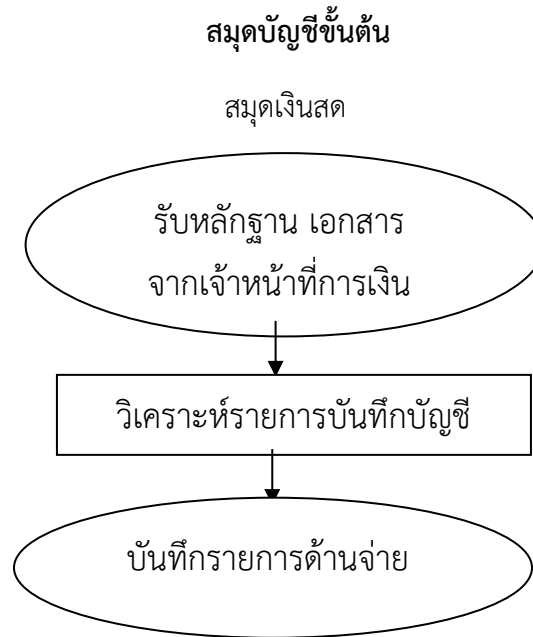 สมุดบัญชีขั้นต้น
สมุดเงินสด
รับหลักฐาน เอกสาร
จากเจ้าหน้าที่การเงิน
วิเคราะห์รายการบันทึกบัญชี
บันทึกรายการด้านจ่าย